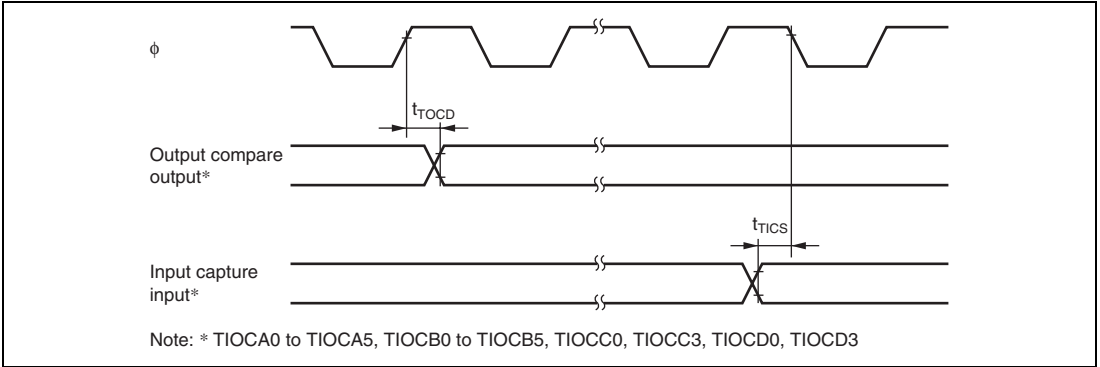 ϕ
tTOCD
Output compare
output*
tTICS
Input capture
input*
Note: * TIOCA0 to TIOCA5, TIOCB0 to TIOCB5, TIOCC0, TIOCC3, TIOCD0, TIOCD3